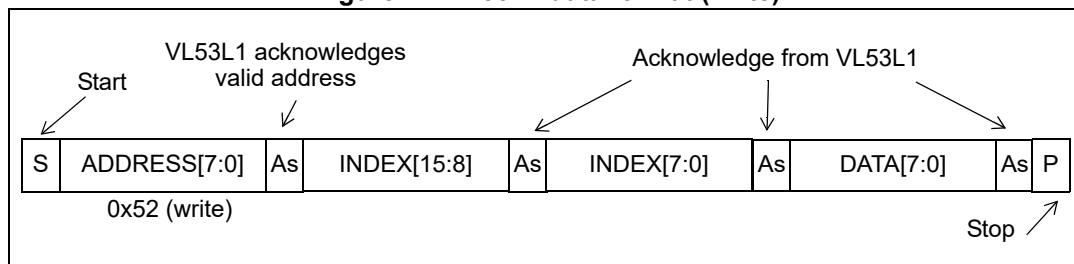 VL53L1 acknowledges
valid address
Acknowledge from VL53L1
Start
S ADDRESS[7:0] As INDEX[15:8] As INDEX[7:0] As DATA[7:0] As P
0x52 (write)
Stop